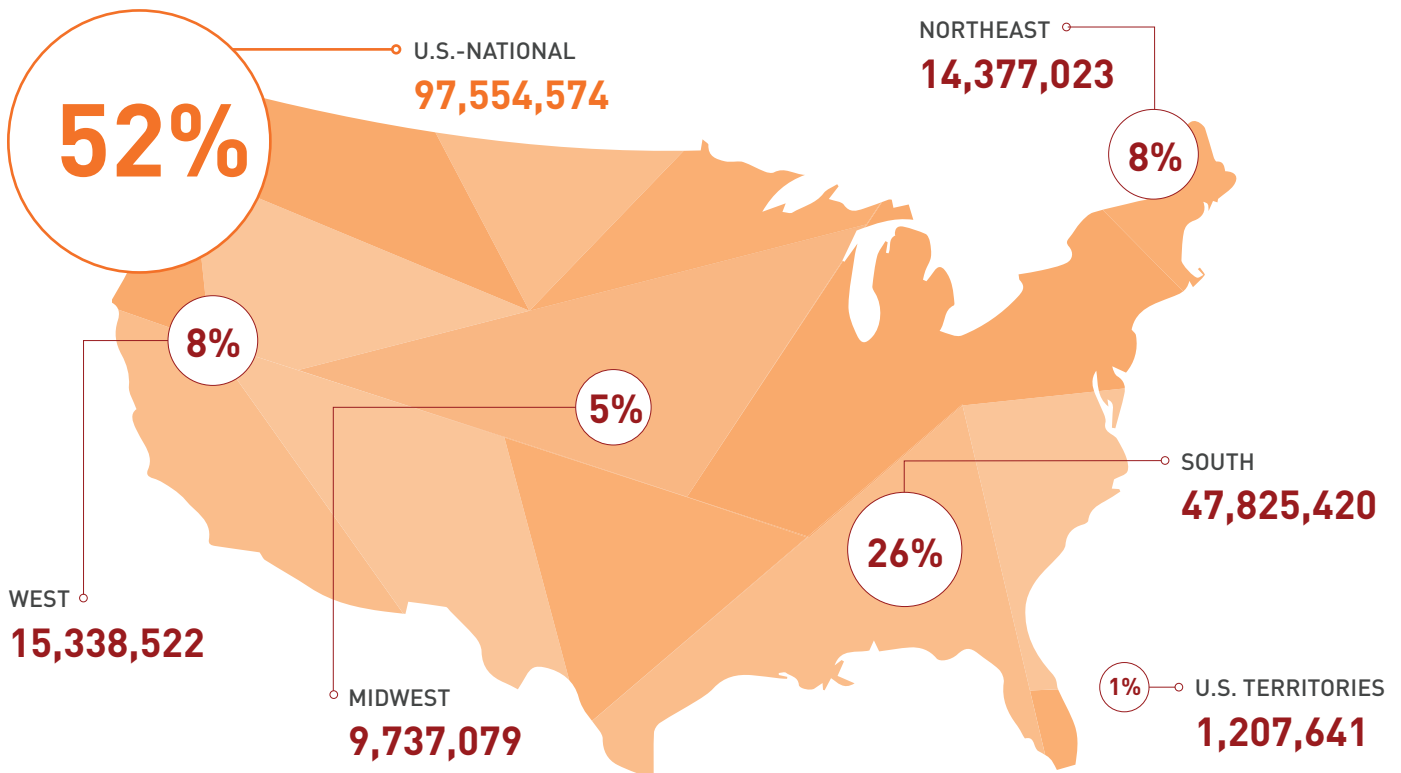 52%
U.S.-NATIONAL
97,554,574
NORTHEAST
14,377,023
8%
8%
WEST
15,338,522
5%
MIDWEST
9,737,079
26%
SOUTH
47,825,420
1%
U.S. TERRITORIES
1,207,641